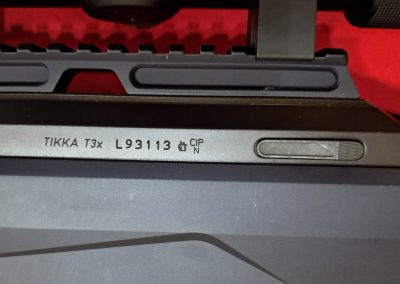 TIKKA T3x L93113 CIP
N